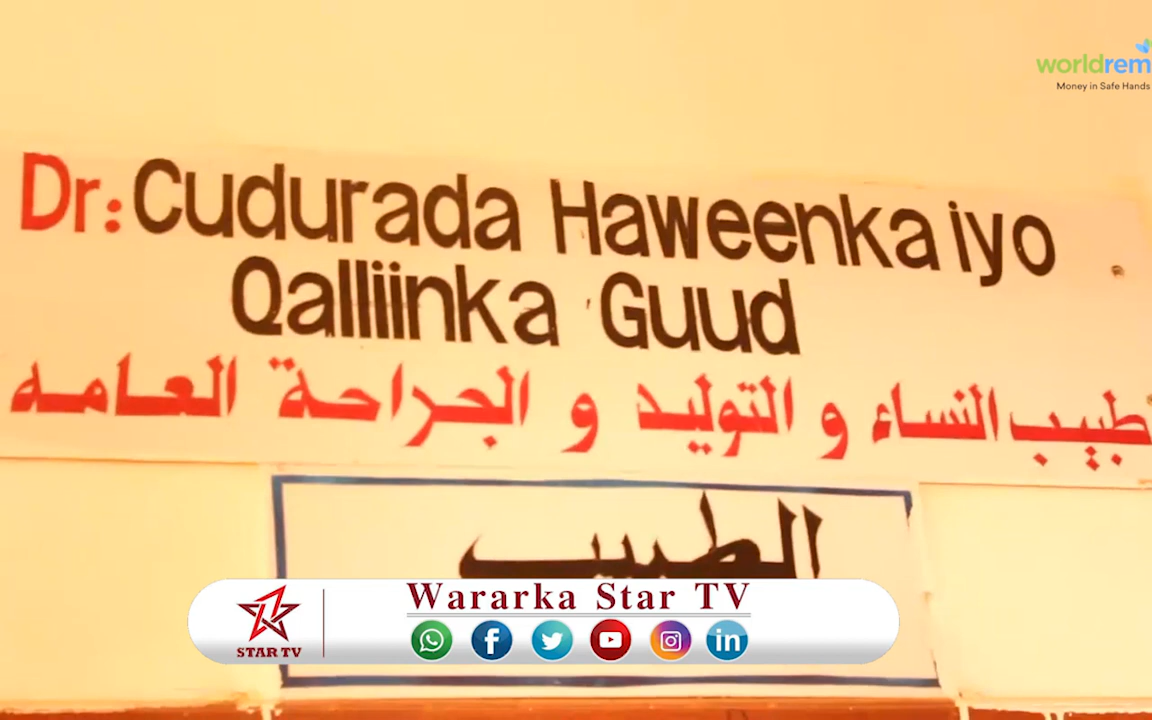 worldrem
Money in Safe Hands
Dr: Cudurada Haweenka iyo
Qalliinka Guud
طبيب النساء و التوليد و الجراحة العامه
الطبيب
Wararka Star TV
STAR TV